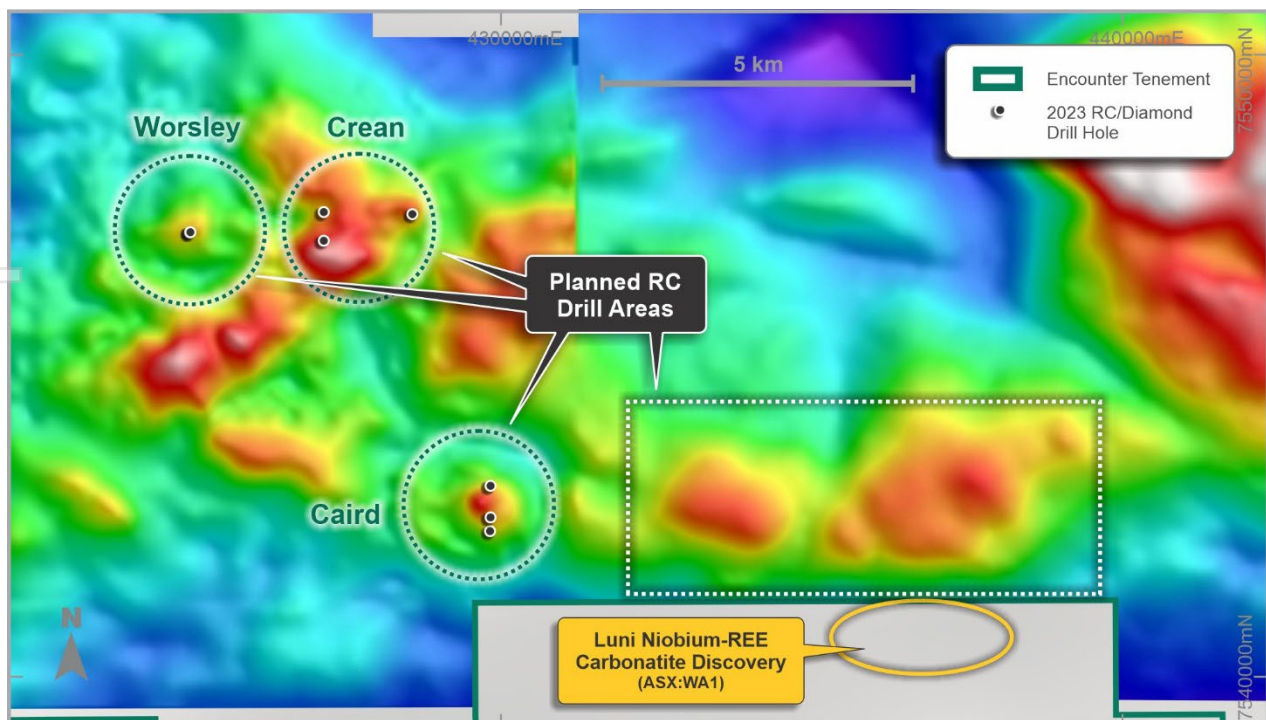 430000mE
440000mE
7550000mN
5 km
Encounter Tenement
2023 RC/Diamond
Drill Hole
Worsley
Crean
Planned RC
Drill Areas
Caird
N
Luni Niobium-REE
Carbonatite Discovery
(ASX:WA1)
7540000mN